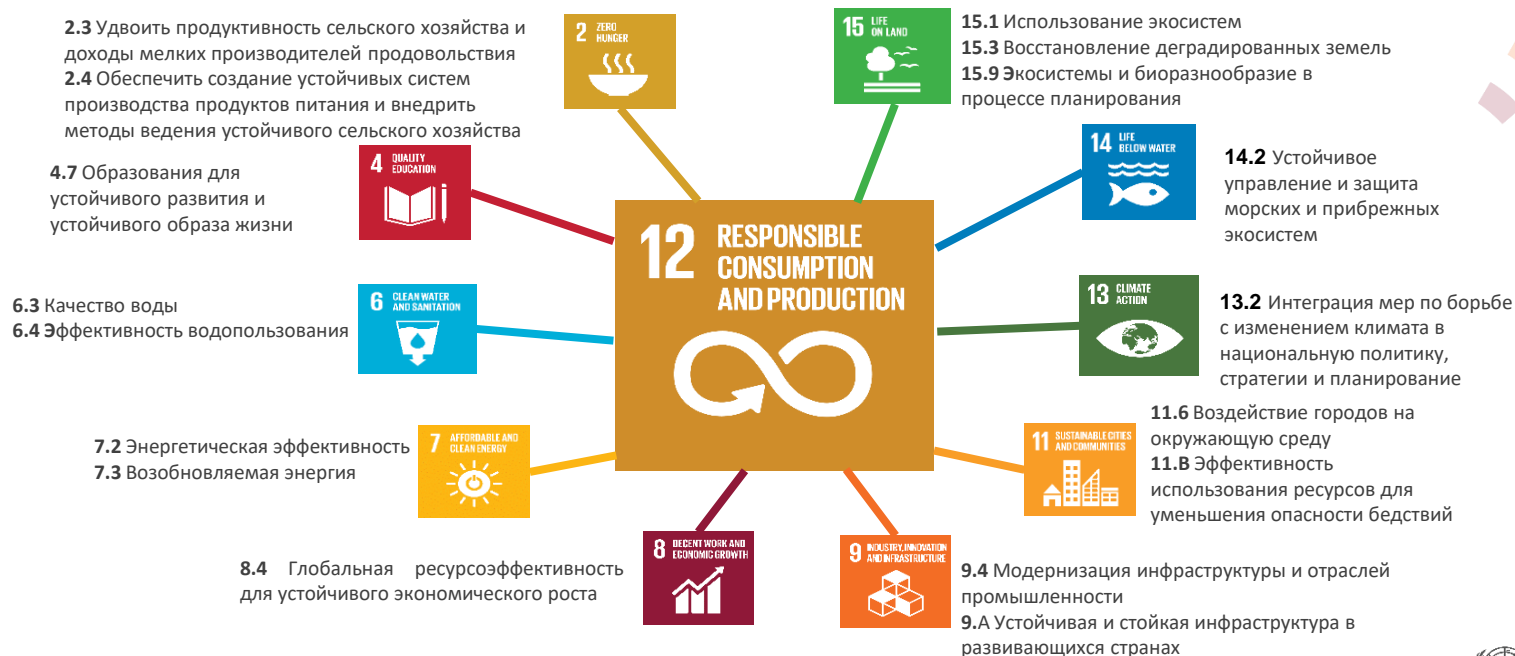 2.3 Удвоить продуктивность сельского хозяйства и
доходы мелких производителей продовольствия
2.4 Обеспечить создание устойчивых систем
производства продуктов питания и внедрить
методы ведения устойчивого сельского хозяйства
2 ZERO
HUNGER
15 LIFE
ON LAND
15.1 Использование экосистем
15.3 Восстановление деградированных земель
15.9 Экосистемы и биоразнообразие в
процессе планирования
4.7 Образования для
устойчивого развития и
устойчивого образа жизни
4 QUALITY
EDUCATION
14 LIFE
BELOW WATER
14.2 Устойчивое
управление и защита
морских и прибрежных
экосистем
12 RESPONSIBLE
CONSUMPTION
AND PRODUCTION
6.3 Качество воды
6.4 Эффективность водопользования
6 CLEAN WATER
AND SANITATION
13 CLIMATE
ACTION
13.2 Интеграция мер по борьбе
с изменением климата в
национальную политику,
стратегии и планирование
7.2 Энергетическая эффективность
7.3 Возобновляемая энергия
7 AFFORDABLE AND
CLEAN ENERGY
11 SUSTAINABLE CITIES
AND COMMUNITIES
11.6 Воздействие городов на
окружающую среду
11.B Эффективность
использования ресурсов для
уменьшения опасности бедствий
8.4 Глобальная ресурсоэффективность
для устойчивого экономического роста
8 DECENT WORK AND
ECONOMIC GROWTH
9 INDUSTRY, INNOVATION
AND INFRASTRUCTURE
9.4 Модернизация инфраструктуры и отраслей
промышленности
9.A Устойчивая и стойкая инфраструктура в
развивающихся странах